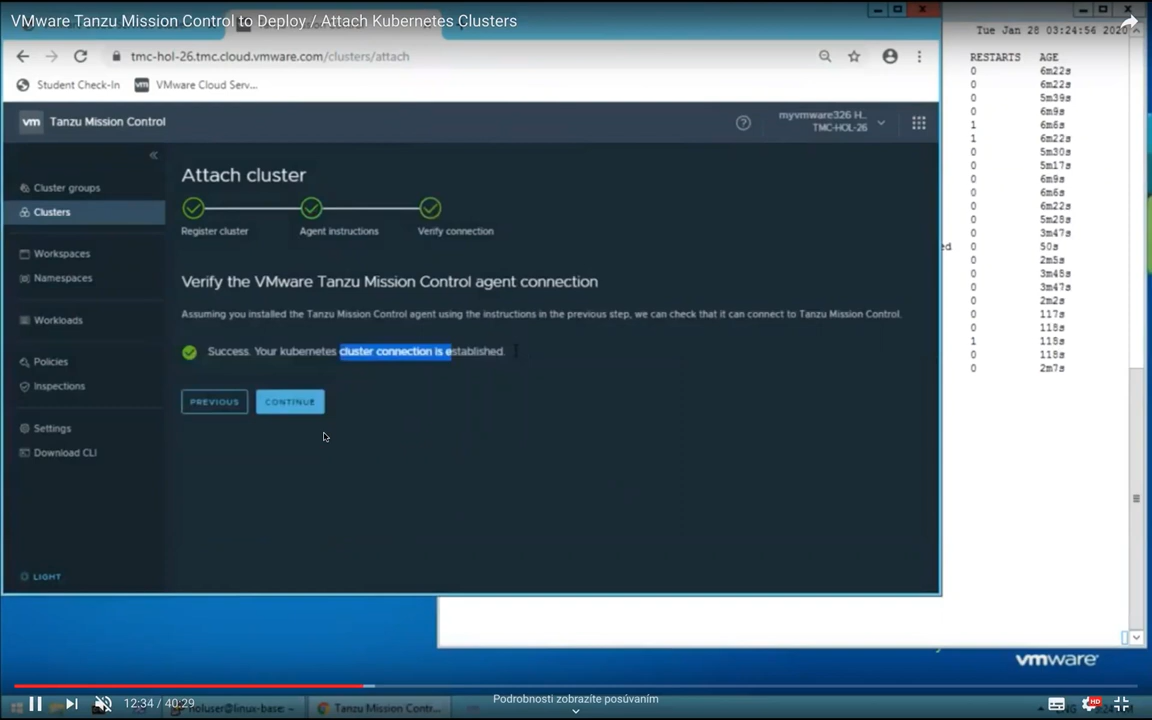 VMware Tanzu Mission Control to Deploy / Attach Kubernetes Clusters
tmc-hol-26.tmc.cloud.vmware.com/clusters/attach
Student Check-In
vm VMware Cloud Serv...
vm Tanzu Mission Control
myvmware326 H...
TMC-HOL-26
Cluster groups
Clusters
Workspaces
Namespaces
Workloads
Policies
Inspections
Settings
Download CLI
LIGHT
Attach cluster
Register cluster
Agent instructions
Verify connection
Verify the VMware Tanzu Mission Control agent connection
Assuming you installed the Tanzu Mission Control agent using the instructions in the previous step, we can check that it can connect to Tanzu Mission Control.
Success. Your kubernetes cluster connection is established.
PREVIOUS
CONTINUE
Tue Jan 28 03:24:56 2020
RESTARTS AGE
0 6m22s
0 6m22s
0 5m39s
0 6m9s
1 6m6s
1 6m22s
0 5m30s
0 5m17s
0 6m9s
0 6m6s
0 6m22s
0 5m28s
0 3m47s
ed 0 50s
0 2m5s
0 3m48s
0 3m47s
0 2m2s
0 117s
0 118s
1 118s
0 118s
0 2m7s
vmware
12:34 / 40:29
Podrobnosti zobrazíte posúvaním
HD
holuser@linux-base: ~
Tanzu Mission Contr...